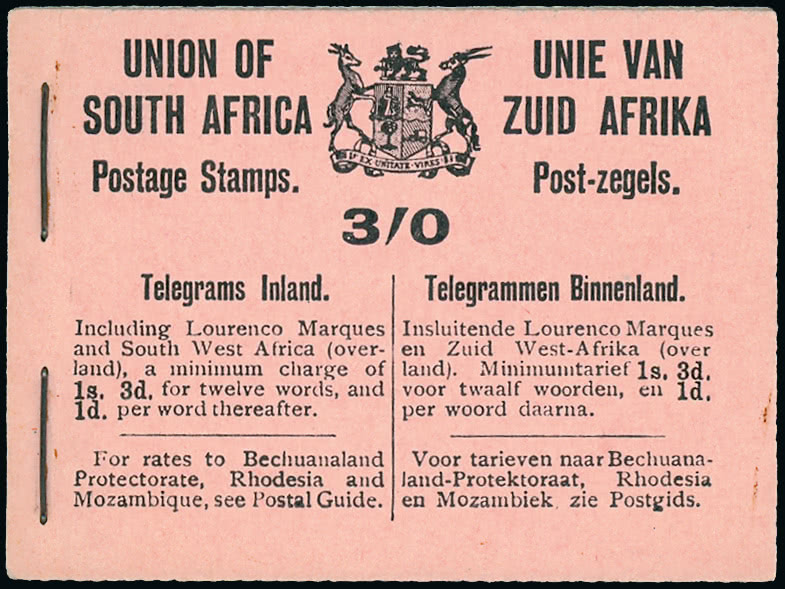 UNION OF
SOUTH AFRICA
Postage Stamps.
EX UNITATE VIRES
UNIE VAN
ZUID AFRIKA
Post-zegels.
3/0
Telegrams Inland.
Including Lourenco Marques
and South West Africa (over-
land), a minimum charge of
1s. 3d. for twelve words, and
1d. per word thereafter.
For rates to Bechuanaland
Protectorate, Rhodesia and
Mozambique, see Postal Guide.
Telegrammen Binnenland.
Insluitende Lourenco Marques
en Zuid West-Afrika (over
land). Minimumtarief 1s. 3d.
voor twaalf woorden, en 1d.
per woord daarna.
Voor tarieven naar Bechuana-
land-Protektoraat, Rhodesia
en Mozambiek, zie Postgids.